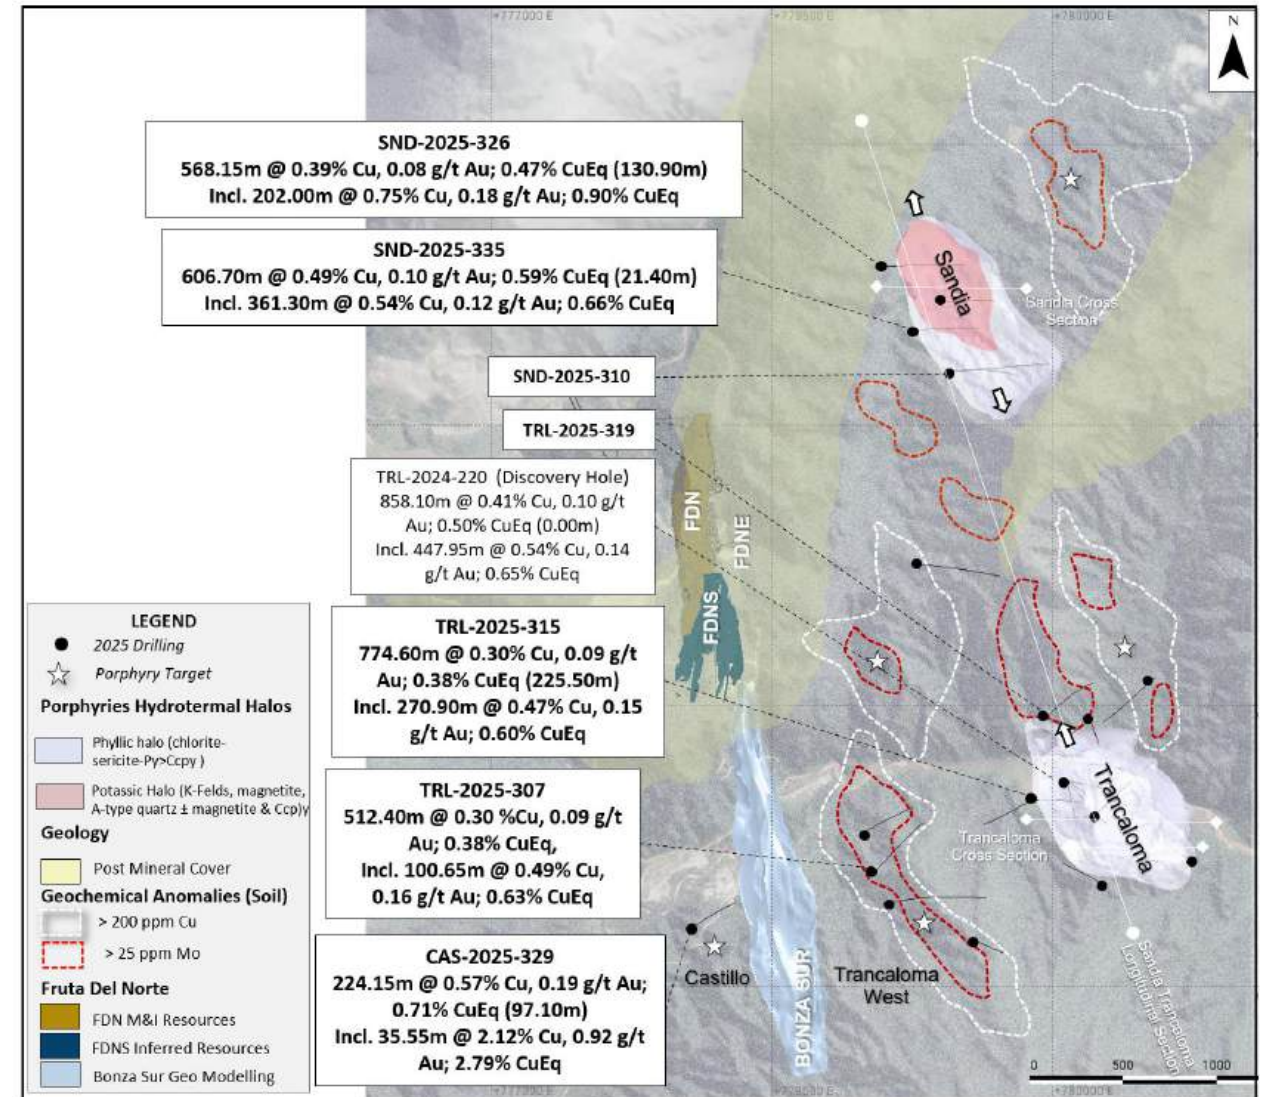 +777000 E
+778500 E
+780000 E
N
SND-2025-326
568.15m @ 0.39% Cu, 0.08 g/t Au; 0.47% CuEq (130.90m)
Incl. 202.00m @ 0.75% Cu, 0.18 g/t Au; 0.90% CuEq
SND-2025-335
606.70m @ 0.49% Cu, 0.10 g/t Au; 0.59% CuEq (21.40m)
Incl. 361.30m @ 0.54% Cu, 0.12 g/t Au; 0.66% CuEq
Sandia
Sandia Cross
Section
SND-2025-310
TRL-2025-319
TRL-2024-220 (Discovery Hole)
858.10m @ 0.41% Cu, 0.10 g/t
Au; 0.50% CuEq (0.00m)
Incl. 447.95m @ 0.54% Cu, 0.14
g/t Au; 0.65% CuEq
FDN
FDNE
FDNS
TRL-2025-315
774.60m @ 0.30% Cu, 0.09 g/t
Au; 0.38% CuEq (225.50m)
Incl. 270.90m @ 0.47% Cu, 0.15
g/t Au; 0.60% CuEq
TRL-2025-307
512.40m @ 0.30 %Cu, 0.09 g/t
Au; 0.38% CuEq,
Incl. 100.65m @ 0.49% Cu,
0.16 g/t Au; 0.63% CuEq
CAS-2025-329
224.15m @ 0.57% Cu, 0.19 g/t Au;
0.71% CuEq (97.10m)
Incl. 35.55m @ 2.12% Cu, 0.92 g/t
Au; 2.79% CuEq
Trancaloma
Trancaloma
Cross Section
Castillo
BONZA SUR
Trancaloma
West
Sandia Trancaloma
Longitudinal Section
LEGEND
2025 Drilling
Porphyry Target
Porphyries Hydrotermal Halos
Phyllic halo (chlorite-
sericite-Py>Ccpy )
Potassic Halo (K-Felds, magnetite,
A-type quartz ± magnetite & Ccp)y
Geology
Post Mineral Cover
Geochemical Anomalies (Soil)
> 200 ppm Cu
> 25 ppm Mo
Fruta Del Norte
FDN M&I Resources
FDNS Inferred Resources
Bonza Sur Geo Modelling
0 500 1000
+777000 E
+778500 E
+780000 E